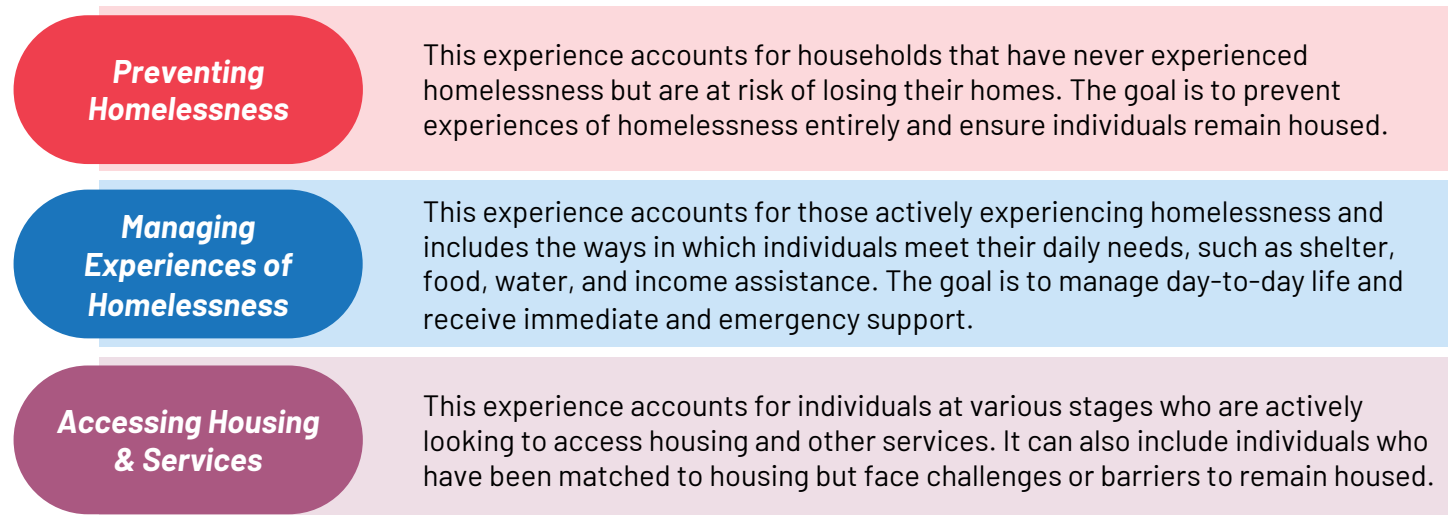 Preventing
Homelessness
This experience accounts for households that have never experienced
homelessness but are at risk of losing their homes. The goal is to prevent
experiences of homelessness entirely and ensure individuals remain housed.
Managing
Experiences of
Homelessness
This experience accounts for those actively experiencing homelessness and
includes the ways in which individuals meet their daily needs, such as shelter,
food, water, and income assistance. The goal is to manage day-to-day life and
receive immediate and emergency support.
Accessing Housing
& Services
This experience accounts for individuals at various stages who are actively
looking to access housing and other services. It can also include individuals who
have been matched to housing but face challenges or barriers to remain housed.